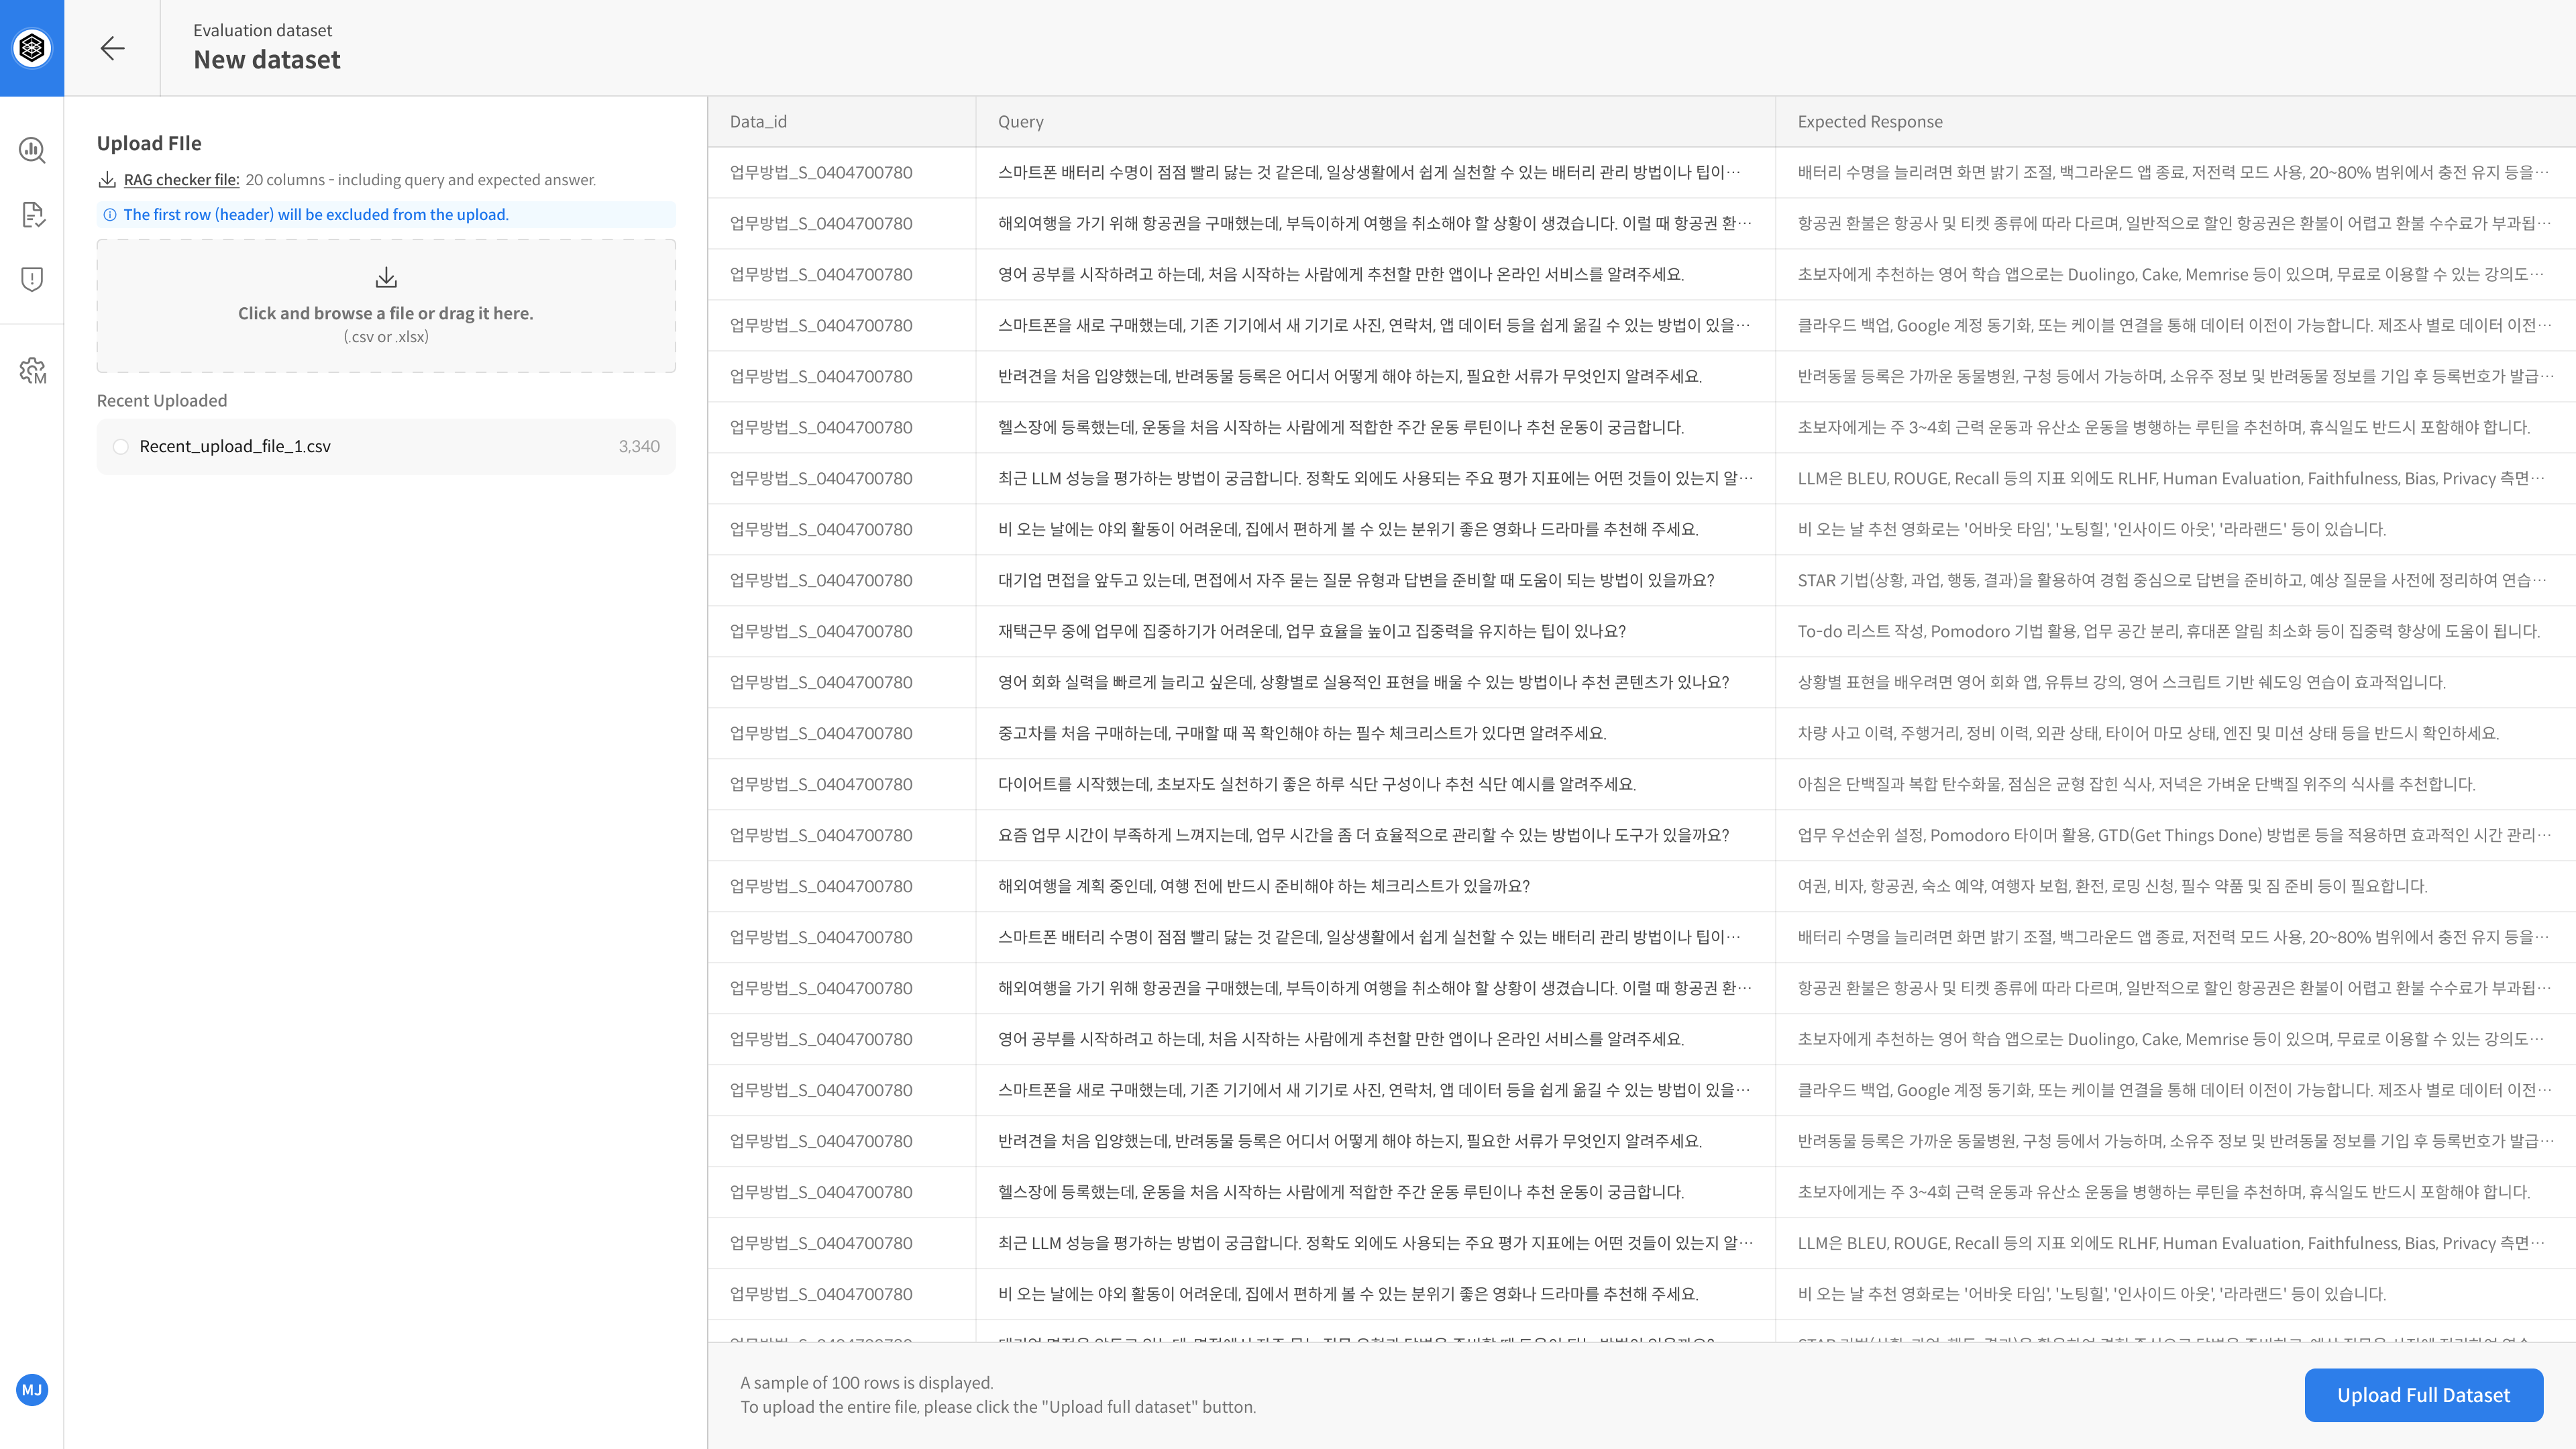 Evaluation dataset
New dataset
Upload FIle
RAG checker file: 20 columns - including query and expected answer.
The first row (header) will be excluded from the upload.
Click and browse a file or drag it here.
(.csv or .xlsx)
Recent Uploaded
Recent_upload_file_1.csv 3,340
MJ
Data_id Query Expected Response
업무방법_S_0404700780 스마트폰 배터리 수명이 점점 빨리 닳는 것 같은데, 일상생활에서 쉽게 실천할 수 있는 배터리 관리 방법이나 팁이… 배터리 수명을 늘리려면 화면 밝기 조절, 백그라운드 앱 종료, 저전력 모드 사용, 20~80% 범위에서 충전 유지 등을…
업무방법_S_0404700780 해외여행을 가기 위해 항공권을 구매했는데, 부득이하게 여행을 취소해야 할 상황이 생겼습니다. 이럴 때 항공권 환… 항공권 환불은 항공사 및 티켓 종류에 따라 다르며, 일반적으로 할인 항공권은 환불이 어렵고 환불 수수료가 부과됩…
업무방법_S_0404700780 영어 공부를 시작하려고 하는데, 처음 시작하는 사람에게 추천할 만한 앱이나 온라인 서비스를 알려주세요. 초보자에게 추천하는 영어 학습 앱으로는 Duolingo, Cake, Memrise 등이 있으며, 무료로 이용할 수 있는 강의도…
업무방법_S_0404700780 스마트폰을 새로 구매했는데, 기존 기기에서 새 기기로 사진, 연락처, 앱 데이터 등을 쉽게 옮길 수 있는 방법이 있을… 클라우드 백업, Google 계정 동기화, 또는 케이블 연결을 통해 데이터 이전이 가능합니다. 제조사 별로 데이터 이전…
업무방법_S_0404700780 반려견을 처음 입양했는데, 반려동물 등록은 어디서 어떻게 해야 하는지, 필요한 서류가 무엇인지 알려주세요. 반려동물 등록은 가까운 동물병원, 구청 등에서 가능하며, 소유주 정보 및 반려동물 정보를 기입 후 등록번호가 발급…
업무방법_S_0404700780 헬스장에 등록했는데, 운동을 처음 시작하는 사람에게 적합한 주간 운동 루틴이나 추천 운동이 궁금합니다. 초보자에게는 주 3~4회 근력 운동과 유산소 운동을 병행하는 루틴을 추천하며, 휴식일도 반드시 포함해야 합니다.
업무방법_S_0404700780 최근 LLM 성능을 평가하는 방법이 궁금합니다. 정확도 외에도 사용되는 주요 평가 지표에는 어떤 것들이 있는지 알… LLM은 BLEU, ROUGE, Recall 등의 지표 외에도 RLHF, Human Evaluation, Faithfulness, Bias, Privacy 측면…
업무방법_S_0404700780 비 오는 날에는 야외 활동이 어려운데, 집에서 편하게 볼 수 있는 분위기 좋은 영화나 드라마를 추천해 주세요. 비 오는 날 추천 영화로는 '어바웃 타임', '노팅힐', '인사이드 아웃', '라라랜드' 등이 있습니다.
업무방법_S_0404700780 대기업 면접을 앞두고 있는데, 면접에서 자주 묻는 질문 유형과 답변을 준비할 때 도움이 되는 방법이 있을까요? STAR 기법(상황, 과업, 행동, 결과)을 활용하여 경험 중심으로 답변을 준비하고, 예상 질문을 사전에 정리하여 연습…
업무방법_S_0404700780 재택근무 중에 업무에 집중하기가 어려운데, 업무 효율을 높이고 집중력을 유지하는 팁이 있나요? To-do 리스트 작성, Pomodoro 기법 활용, 업무 공간 분리, 휴대폰 알림 최소화 등이 집중력 향상에 도움이 됩니다.
업무방법_S_0404700780 영어 회화 실력을 빠르게 늘리고 싶은데, 상황별로 실용적인 표현을 배울 수 있는 방법이나 추천 콘텐츠가 있나요? 상황별 표현을 배우려면 영어 회화 앱, 유튜브 강의, 영어 스크립트 기반 쉐도잉 연습이 효과적입니다.
업무방법_S_0404700780 중고차를 처음 구매하는데, 구매할 때 꼭 확인해야 하는 필수 체크리스트가 있다면 알려주세요. 차량 사고 이력, 주행거리, 정비 이력, 외관 상태, 타이어 마모 상태, 엔진 및 미션 상태 등을 반드시 확인하세요.
업무방법_S_0404700780 다이어트를 시작했는데, 초보자도 실천하기 좋은 하루 식단 구성이나 추천 식단 예시를 알려주세요. 아침은 단백질과 복합 탄수화물, 점심은 균형 잡힌 식사, 저녁은 가벼운 단백질 위주의 식사를 추천합니다.
업무방법_S_0404700780 요즘 업무 시간이 부족하게 느껴지는데, 업무 시간을 좀 더 효율적으로 관리할 수 있는 방법이나 도구가 있을까요? 업무 우선순위 설정, Pomodoro 타이머 활용, GTD(Get Things Done) 방법론 등을 적용하면 효과적인 시간 관리…
업무방법_S_0404700780 해외여행을 계획 중인데, 여행 전에 반드시 준비해야 하는 체크리스트가 있을까요? 여권, 비자, 항공권, 숙소 예약, 여행자 보험, 환전, 로밍 신청, 필수 약품 및 짐 준비 등이 필요합니다.
업무방법_S_0404700780 스마트폰 배터리 수명이 점점 빨리 닳는 것 같은데, 일상생활에서 쉽게 실천할 수 있는 배터리 관리 방법이나 팁이… 배터리 수명을 늘리려면 화면 밝기 조절, 백그라운드 앱 종료, 저전력 모드 사용, 20~80% 범위에서 충전 유지 등을…
업무방법_S_0404700780 해외여행을 가기 위해 항공권을 구매했는데, 부득이하게 여행을 취소해야 할 상황이 생겼습니다. 이럴 때 항공권 환… 항공권 환불은 항공사 및 티켓 종류에 따라 다르며, 일반적으로 할인 항공권은 환불이 어렵고 환불 수수료가 부과됩…
업무방법_S_0404700780 영어 공부를 시작하려고 하는데, 처음 시작하는 사람에게 추천할 만한 앱이나 온라인 서비스를 알려주세요. 초보자에게 추천하는 영어 학습 앱으로는 Duolingo, Cake, Memrise 등이 있으며, 무료로 이용할 수 있는 강의도…
업무방법_S_0404700780 스마트폰을 새로 구매했는데, 기존 기기에서 새 기기로 사진, 연락처, 앱 데이터 등을 쉽게 옮길 수 있는 방법이 있을… 클라우드 백업, Google 계정 동기화, 또는 케이블 연결을 통해 데이터 이전이 가능합니다. 제조사 별로 데이터 이전…
업무방법_S_0404700780 반려견을 처음 입양했는데, 반려동물 등록은 어디서 어떻게 해야 하는지, 필요한 서류가 무엇인지 알려주세요. 반려동물 등록은 가까운 동물병원, 구청 등에서 가능하며, 소유주 정보 및 반려동물 정보를 기입 후 등록번호가 발급…
업무방법_S_0404700780 헬스장에 등록했는데, 운동을 처음 시작하는 사람에게 적합한 주간 운동 루틴이나 추천 운동이 궁금합니다. 초보자에게는 주 3~4회 근력 운동과 유산소 운동을 병행하는 루틴을 추천하며, 휴식일도 반드시 포함해야 합니다.
업무방법_S_0404700780 최근 LLM 성능을 평가하는 방법이 궁금합니다. 정확도 외에도 사용되는 주요 평가 지표에는 어떤 것들이 있는지 알… LLM은 BLEU, ROUGE, Recall 등의 지표 외에도 RLHF, Human Evaluation, Faithfulness, Bias, Privacy 측면…
업무방법_S_0404700780 비 오는 날에는 야외 활동이 어려운데, 집에서 편하게 볼 수 있는 분위기 좋은 영화나 드라마를 추천해 주세요. 비 오는 날 추천 영화로는 '어바웃 타임', '노팅힐', '인사이드 아웃', '라라랜드' 등이 있습니다.
A sample of 100 rows is displayed.
To upload the entire file, please click the "Upload full dataset" button.
Upload Full Dataset